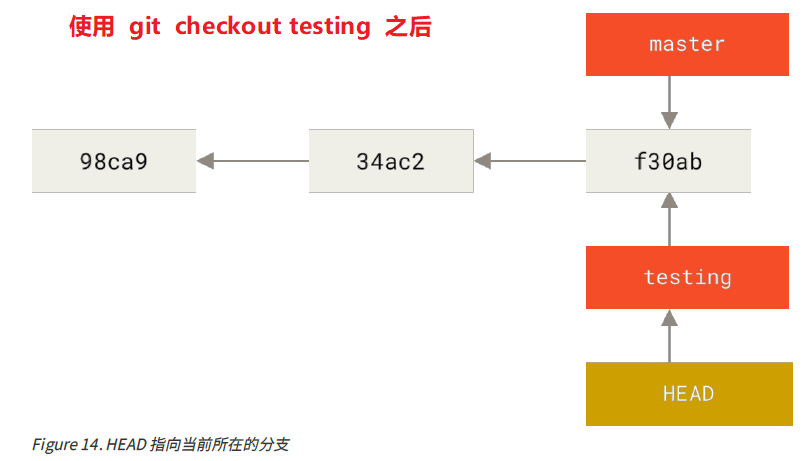 使用 git checkout testing 之后
master
98ca9
34ac2
f30ab
testing
HEAD
Figure 14. HEAD 指向当前所在的分支